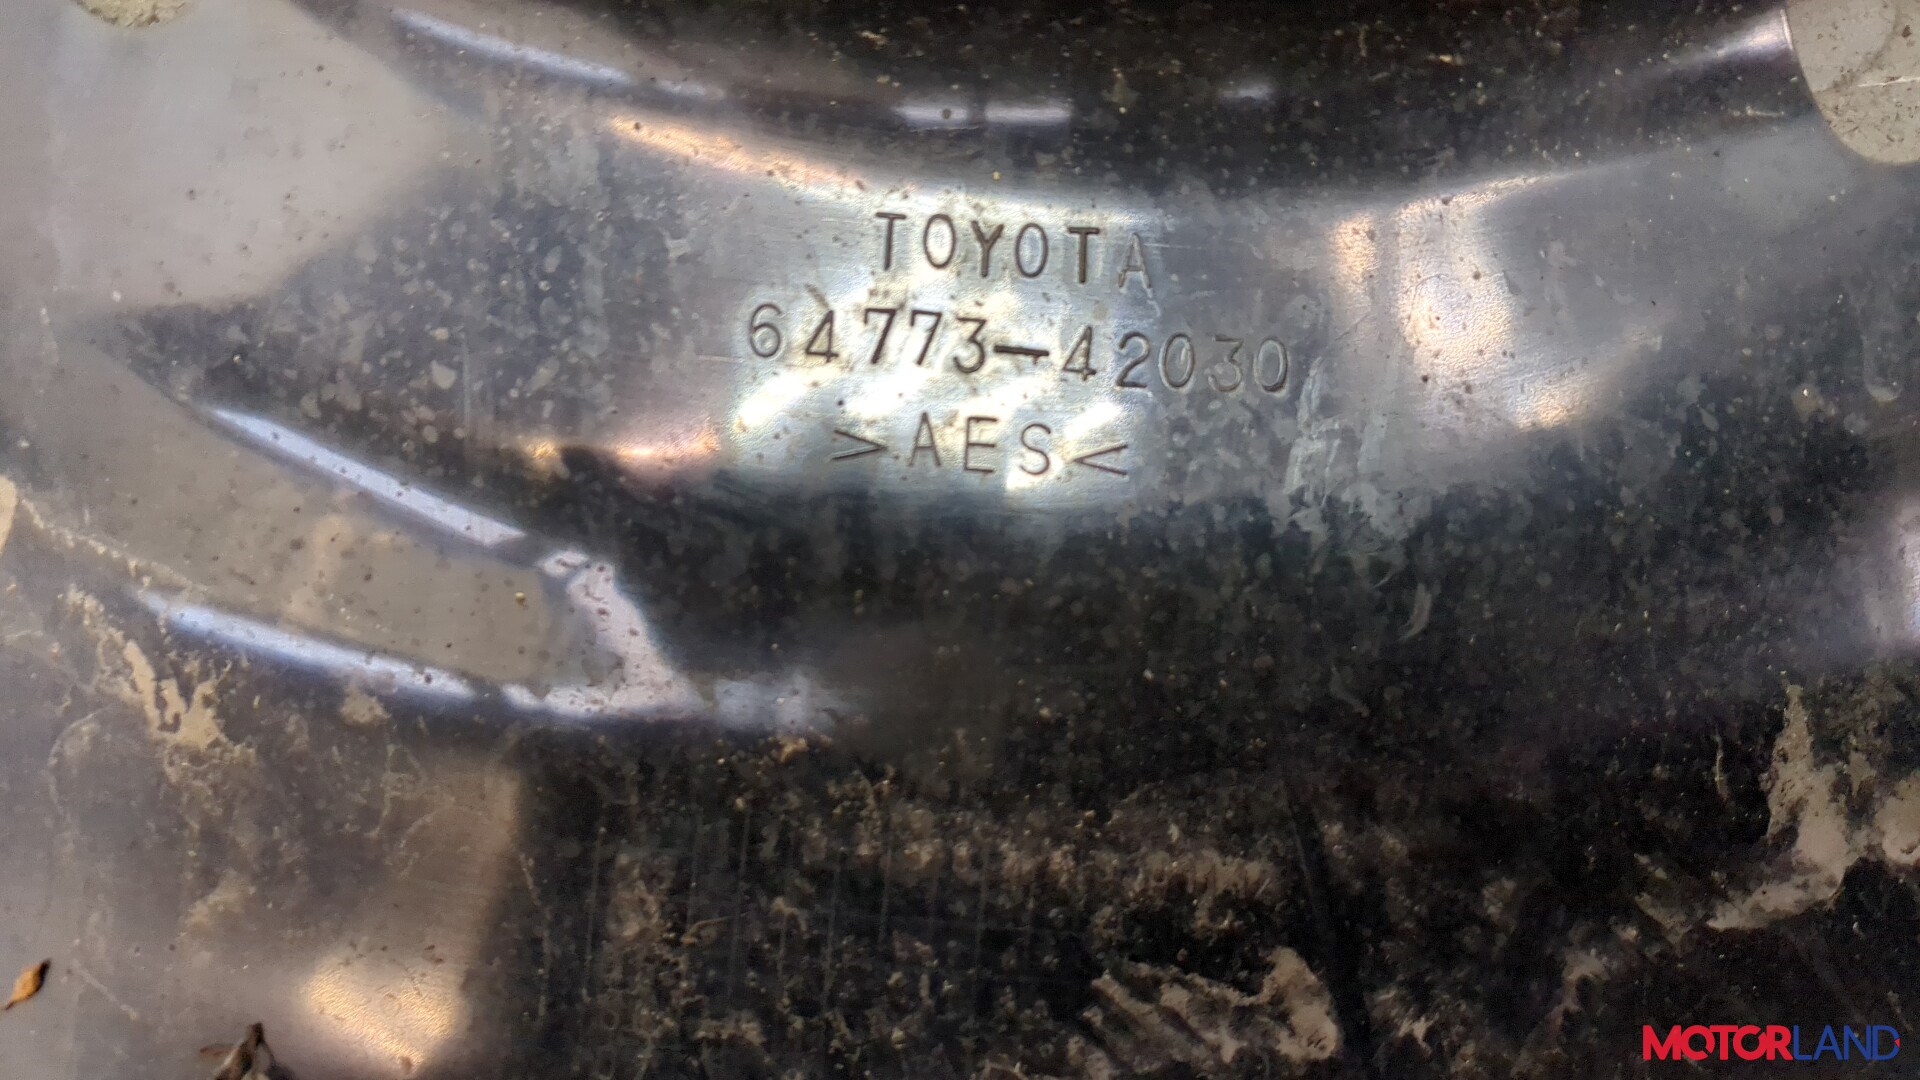 TOYOTA
64773-42030
>AES<
MOTORLAND